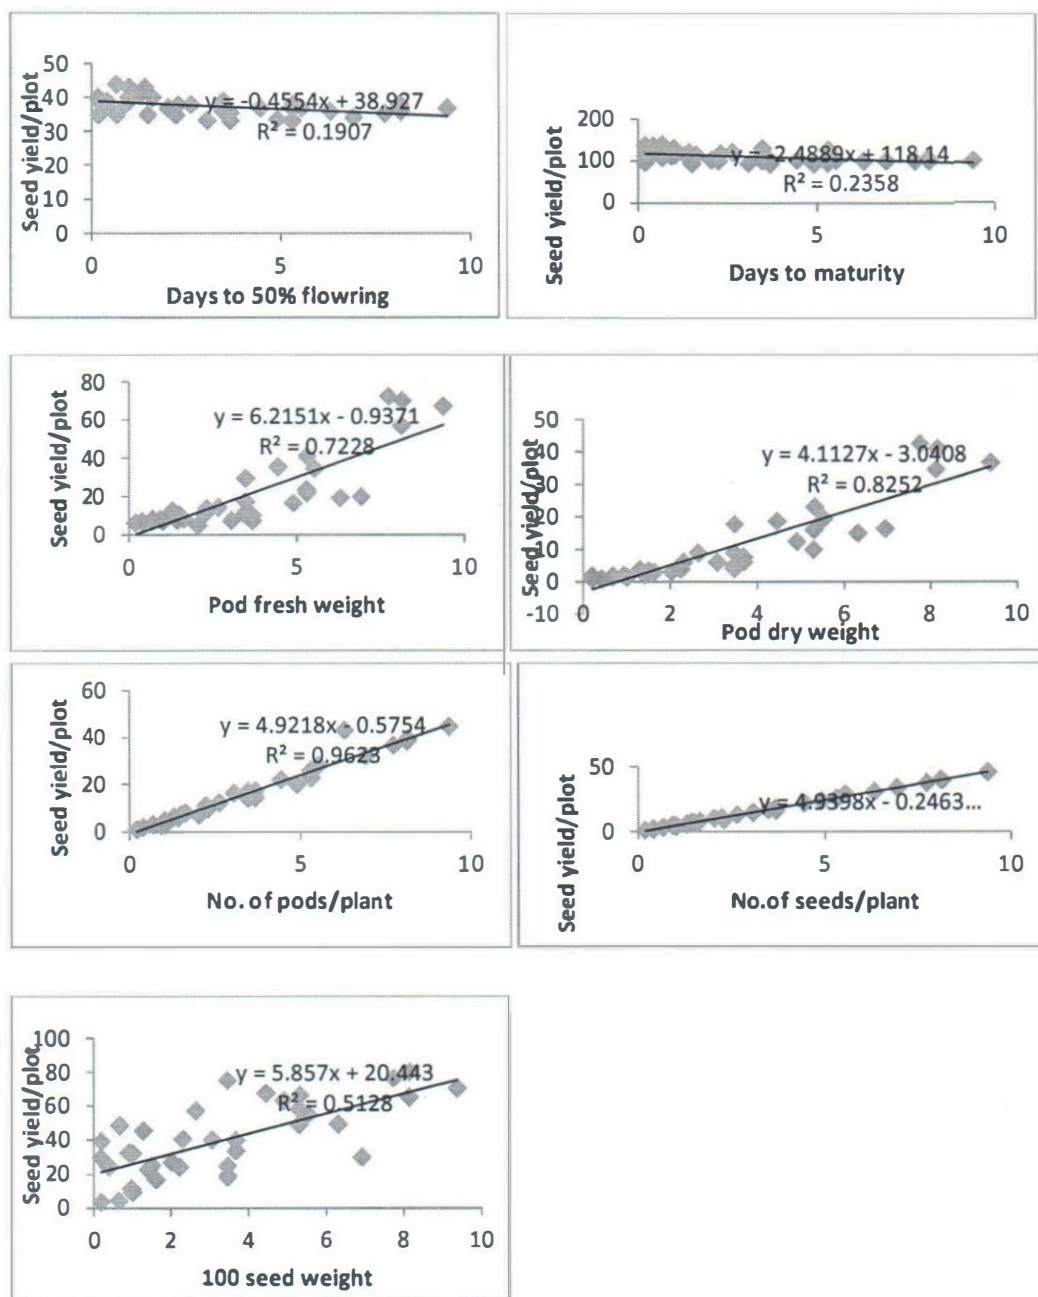 50
40
30
20
10
0
Seed yield/plot
y = -0.4554x + 38.927
R² = 0.1907
0 5 10
Days to 50% flowring
200
100
0
Seed yield/plot
y = -2.4889x + 118.14
R² = 0.2358
0 5 10
Days to maturity
80
60
40
20
0
Seed yield/plot
y = 6.2151x - 0.9371
R² = 0.7228
0 5 10
Pod fresh weight
50
40
30
20
10
0
-10
Seed yield/plot
y = 4.1127x - 3.0408
R² = 0.8252
0 2 4 6 8 10
Pod dry weight
60
40
20
0
Seed yield/plot
y = 4.9218x - 0.5754
R² = 0.9623
0 5 10
No. of pods/plant
50
0
Seed yield/plot
y = 4.9398x - 0.2463...
0 5 10
No.of seeds/plant
100
80
60
40
20
0
Seed yield/plot
y = 5.857x + 20.443
R² = 0.5128
0 2 4 6 8 10
100 seed weight